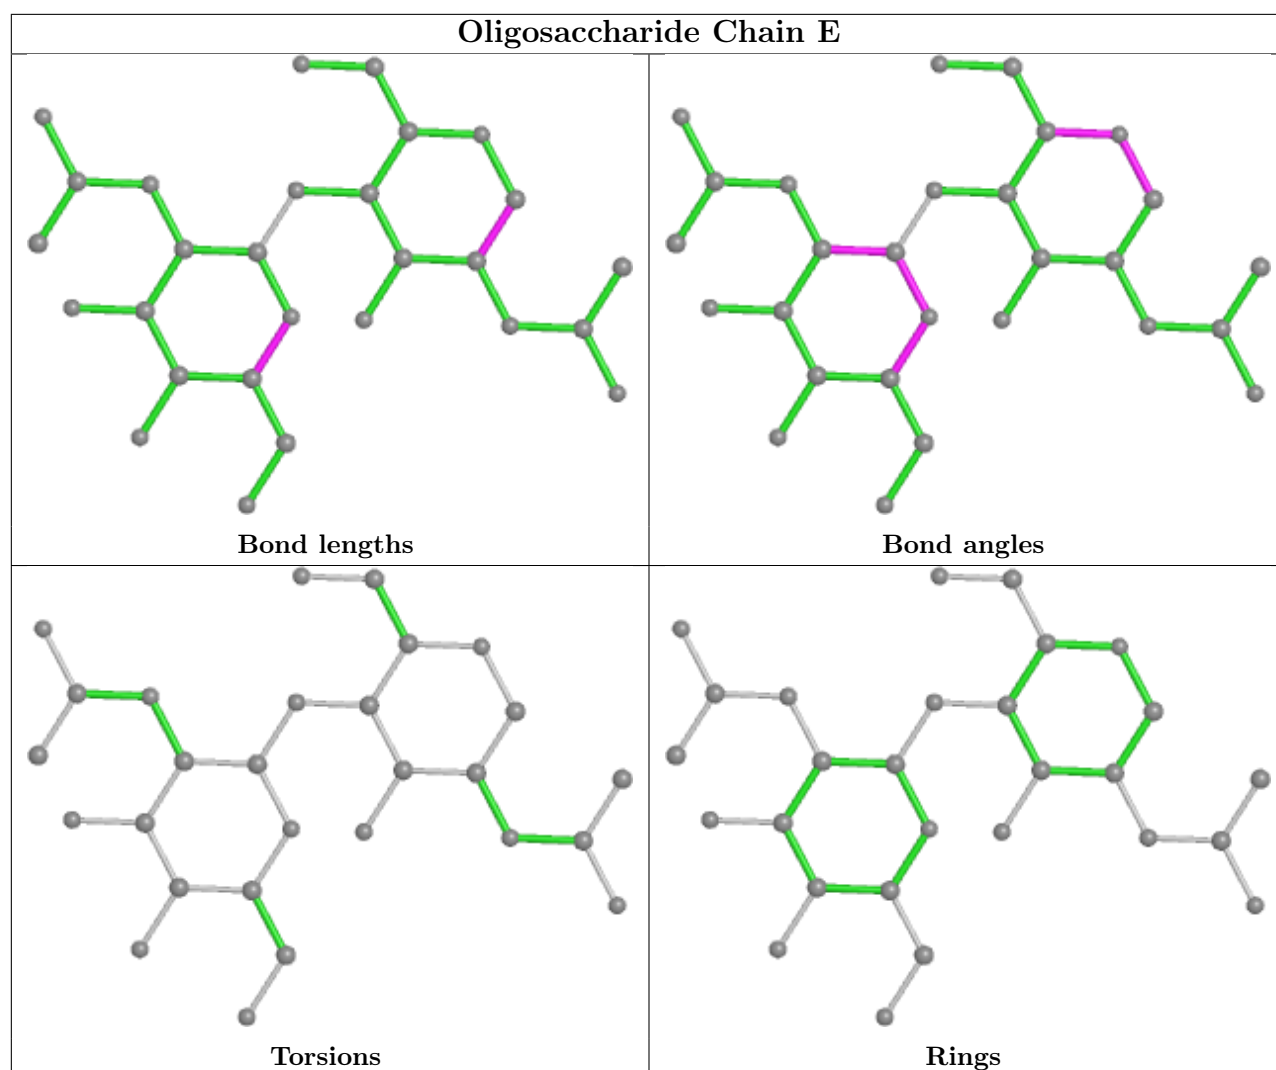 Oligosaccharide Chain E
Bond lengths
Bond angles
Torsions
Rings